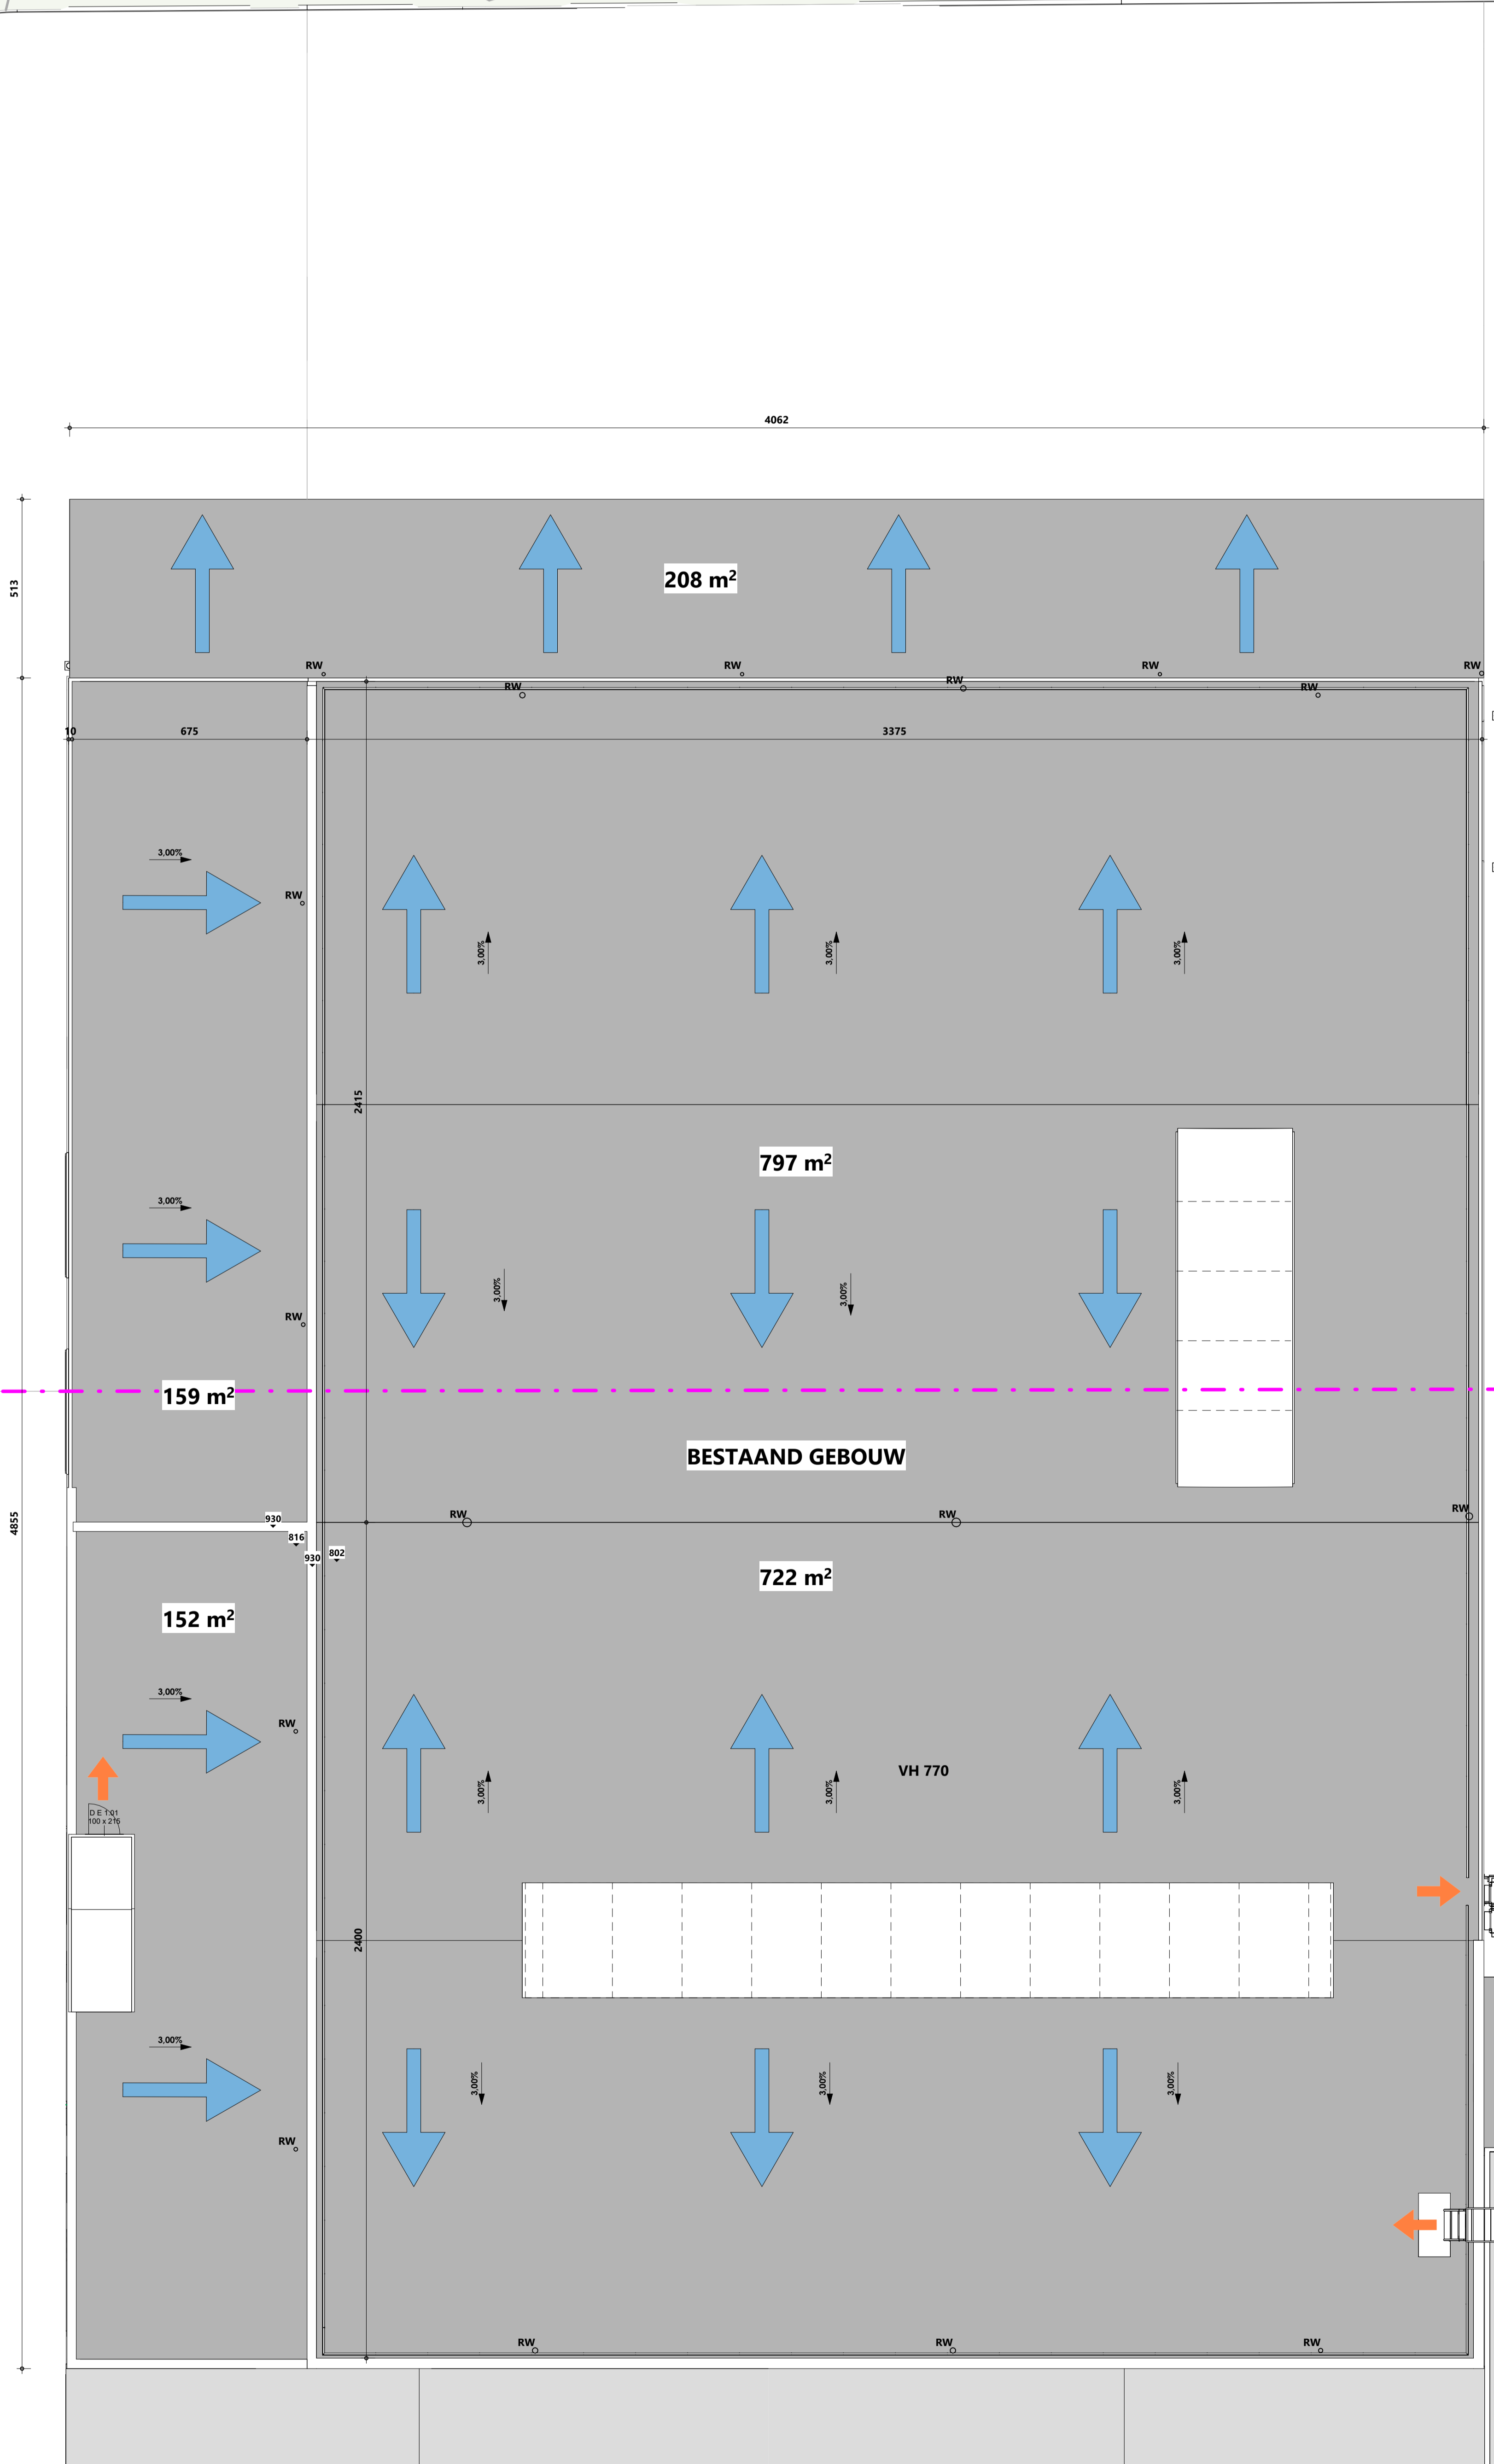 4062
513
208 m²
RW
RW
RW
RW
RW
RW
RW
10
675
3375
3,00%
RW
3,00%
3,00%
3,00%
2415
797 m²
3,00%
3,00%
3,00%
RW
159 m²
BESTAAND GEBOUW
4855
930
816
930
802
RW
RW
RW
722 m²
152 m²
3,00%
RW
VH 770
3,00%
3,00%
3,00%
D E 1.01
100 x 215
2400
3,00%
3,00%
3,00%
3,00%
RW
RW
RW
RW